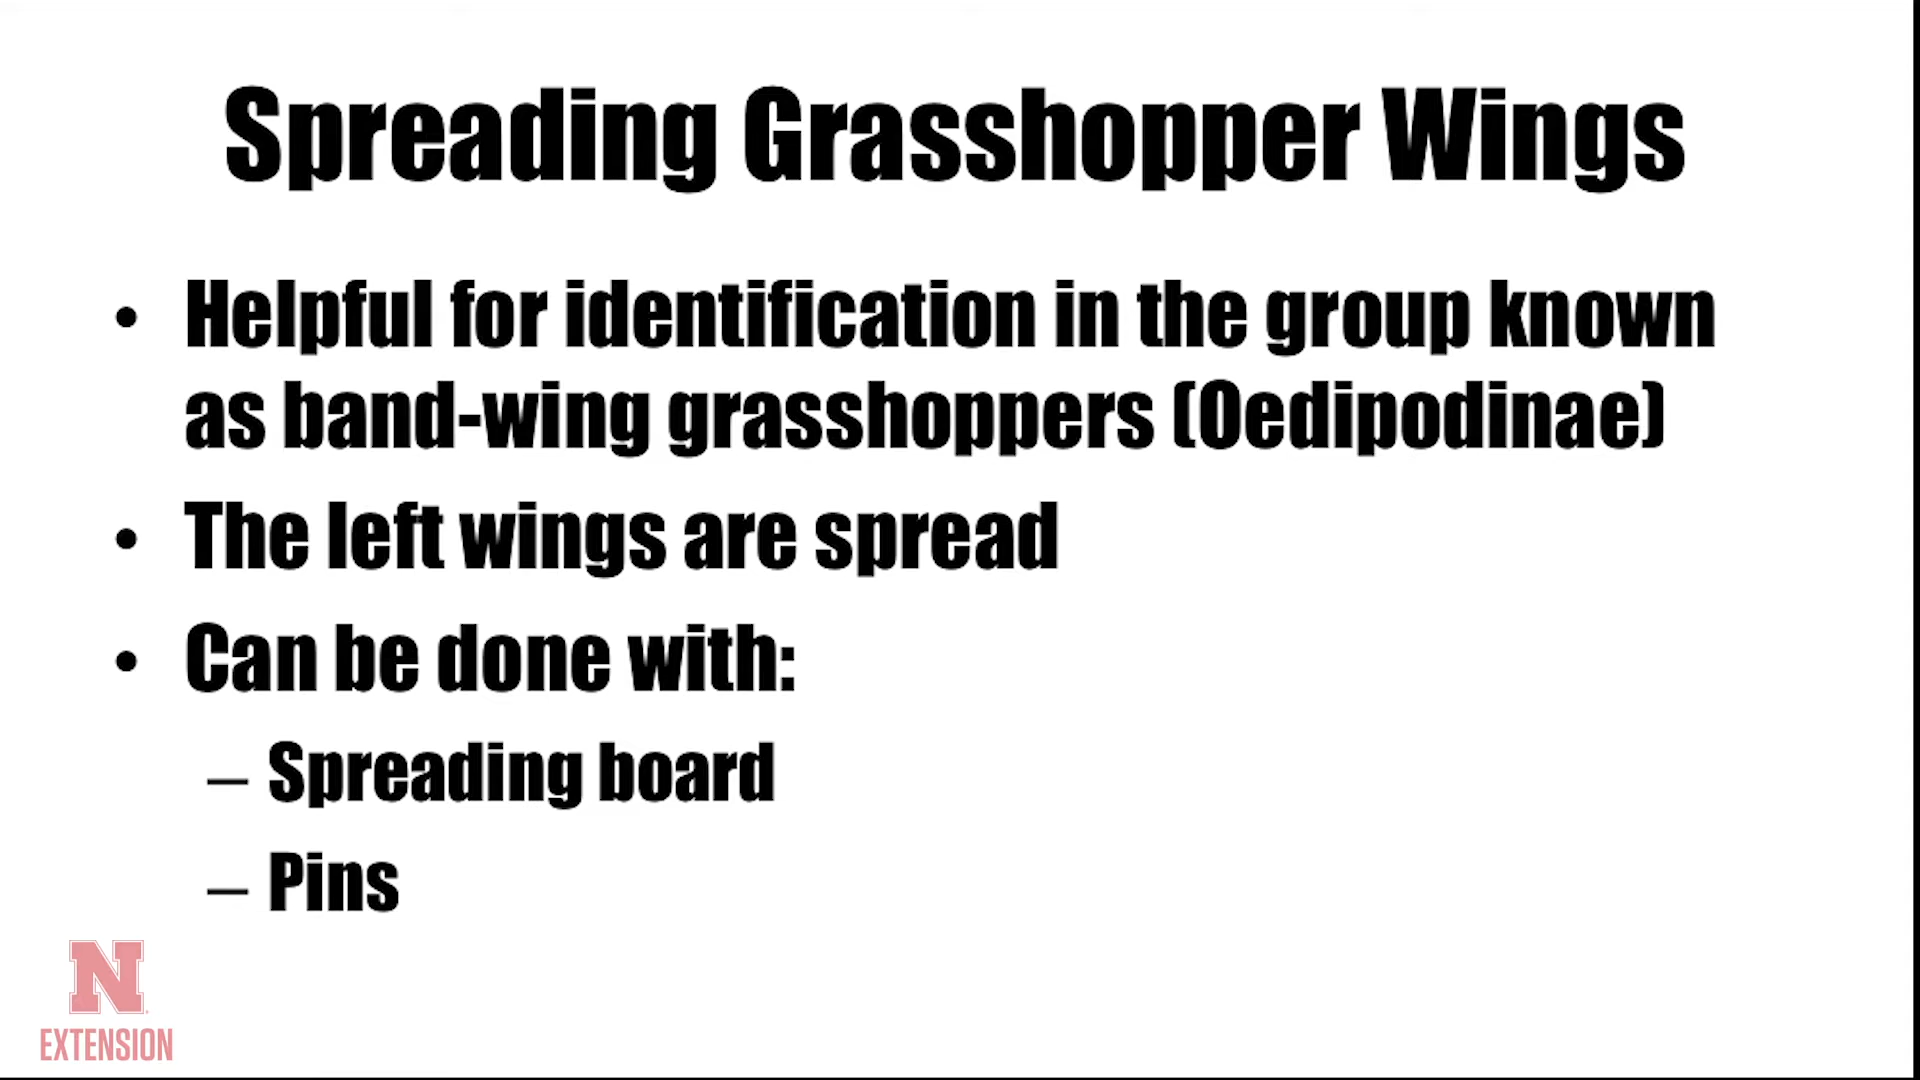 Spreading Grasshopper Wings
• Helpful for identification in the group known
as band-wing grasshoppers (Oedipodinae)
• The left wings are spread
• Can be done with:
– Spreading board
– Pins
N
EXTENSION